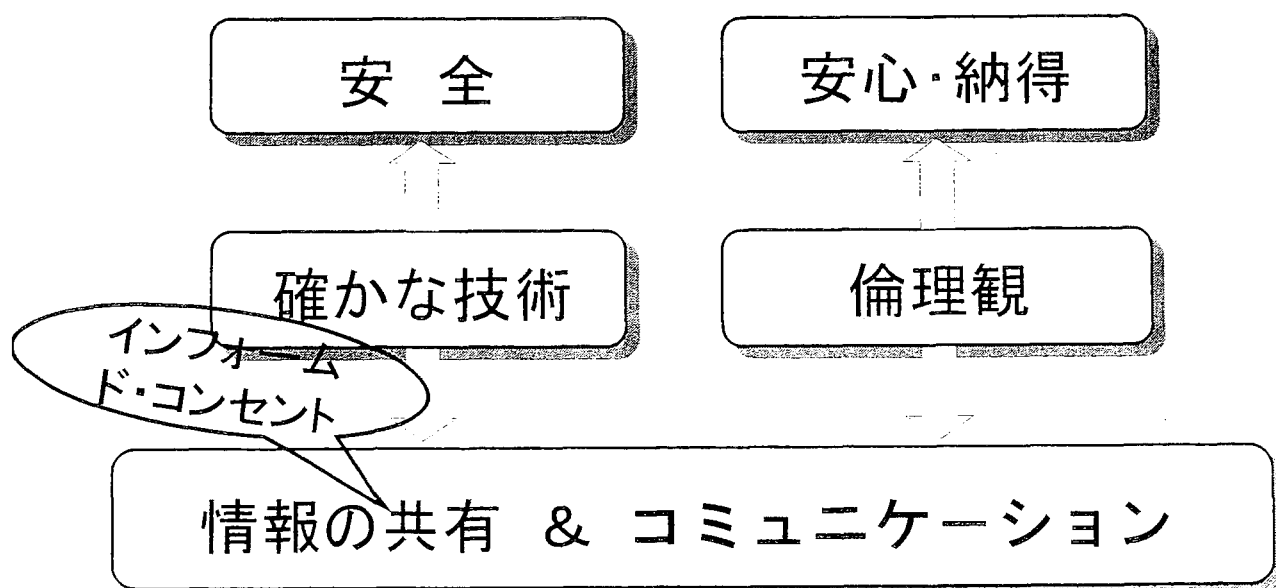 安 全
安心・納得
確かな技術
倫理観
インフォーム
ド・コンセント
情報の共有 & コミュニケーション